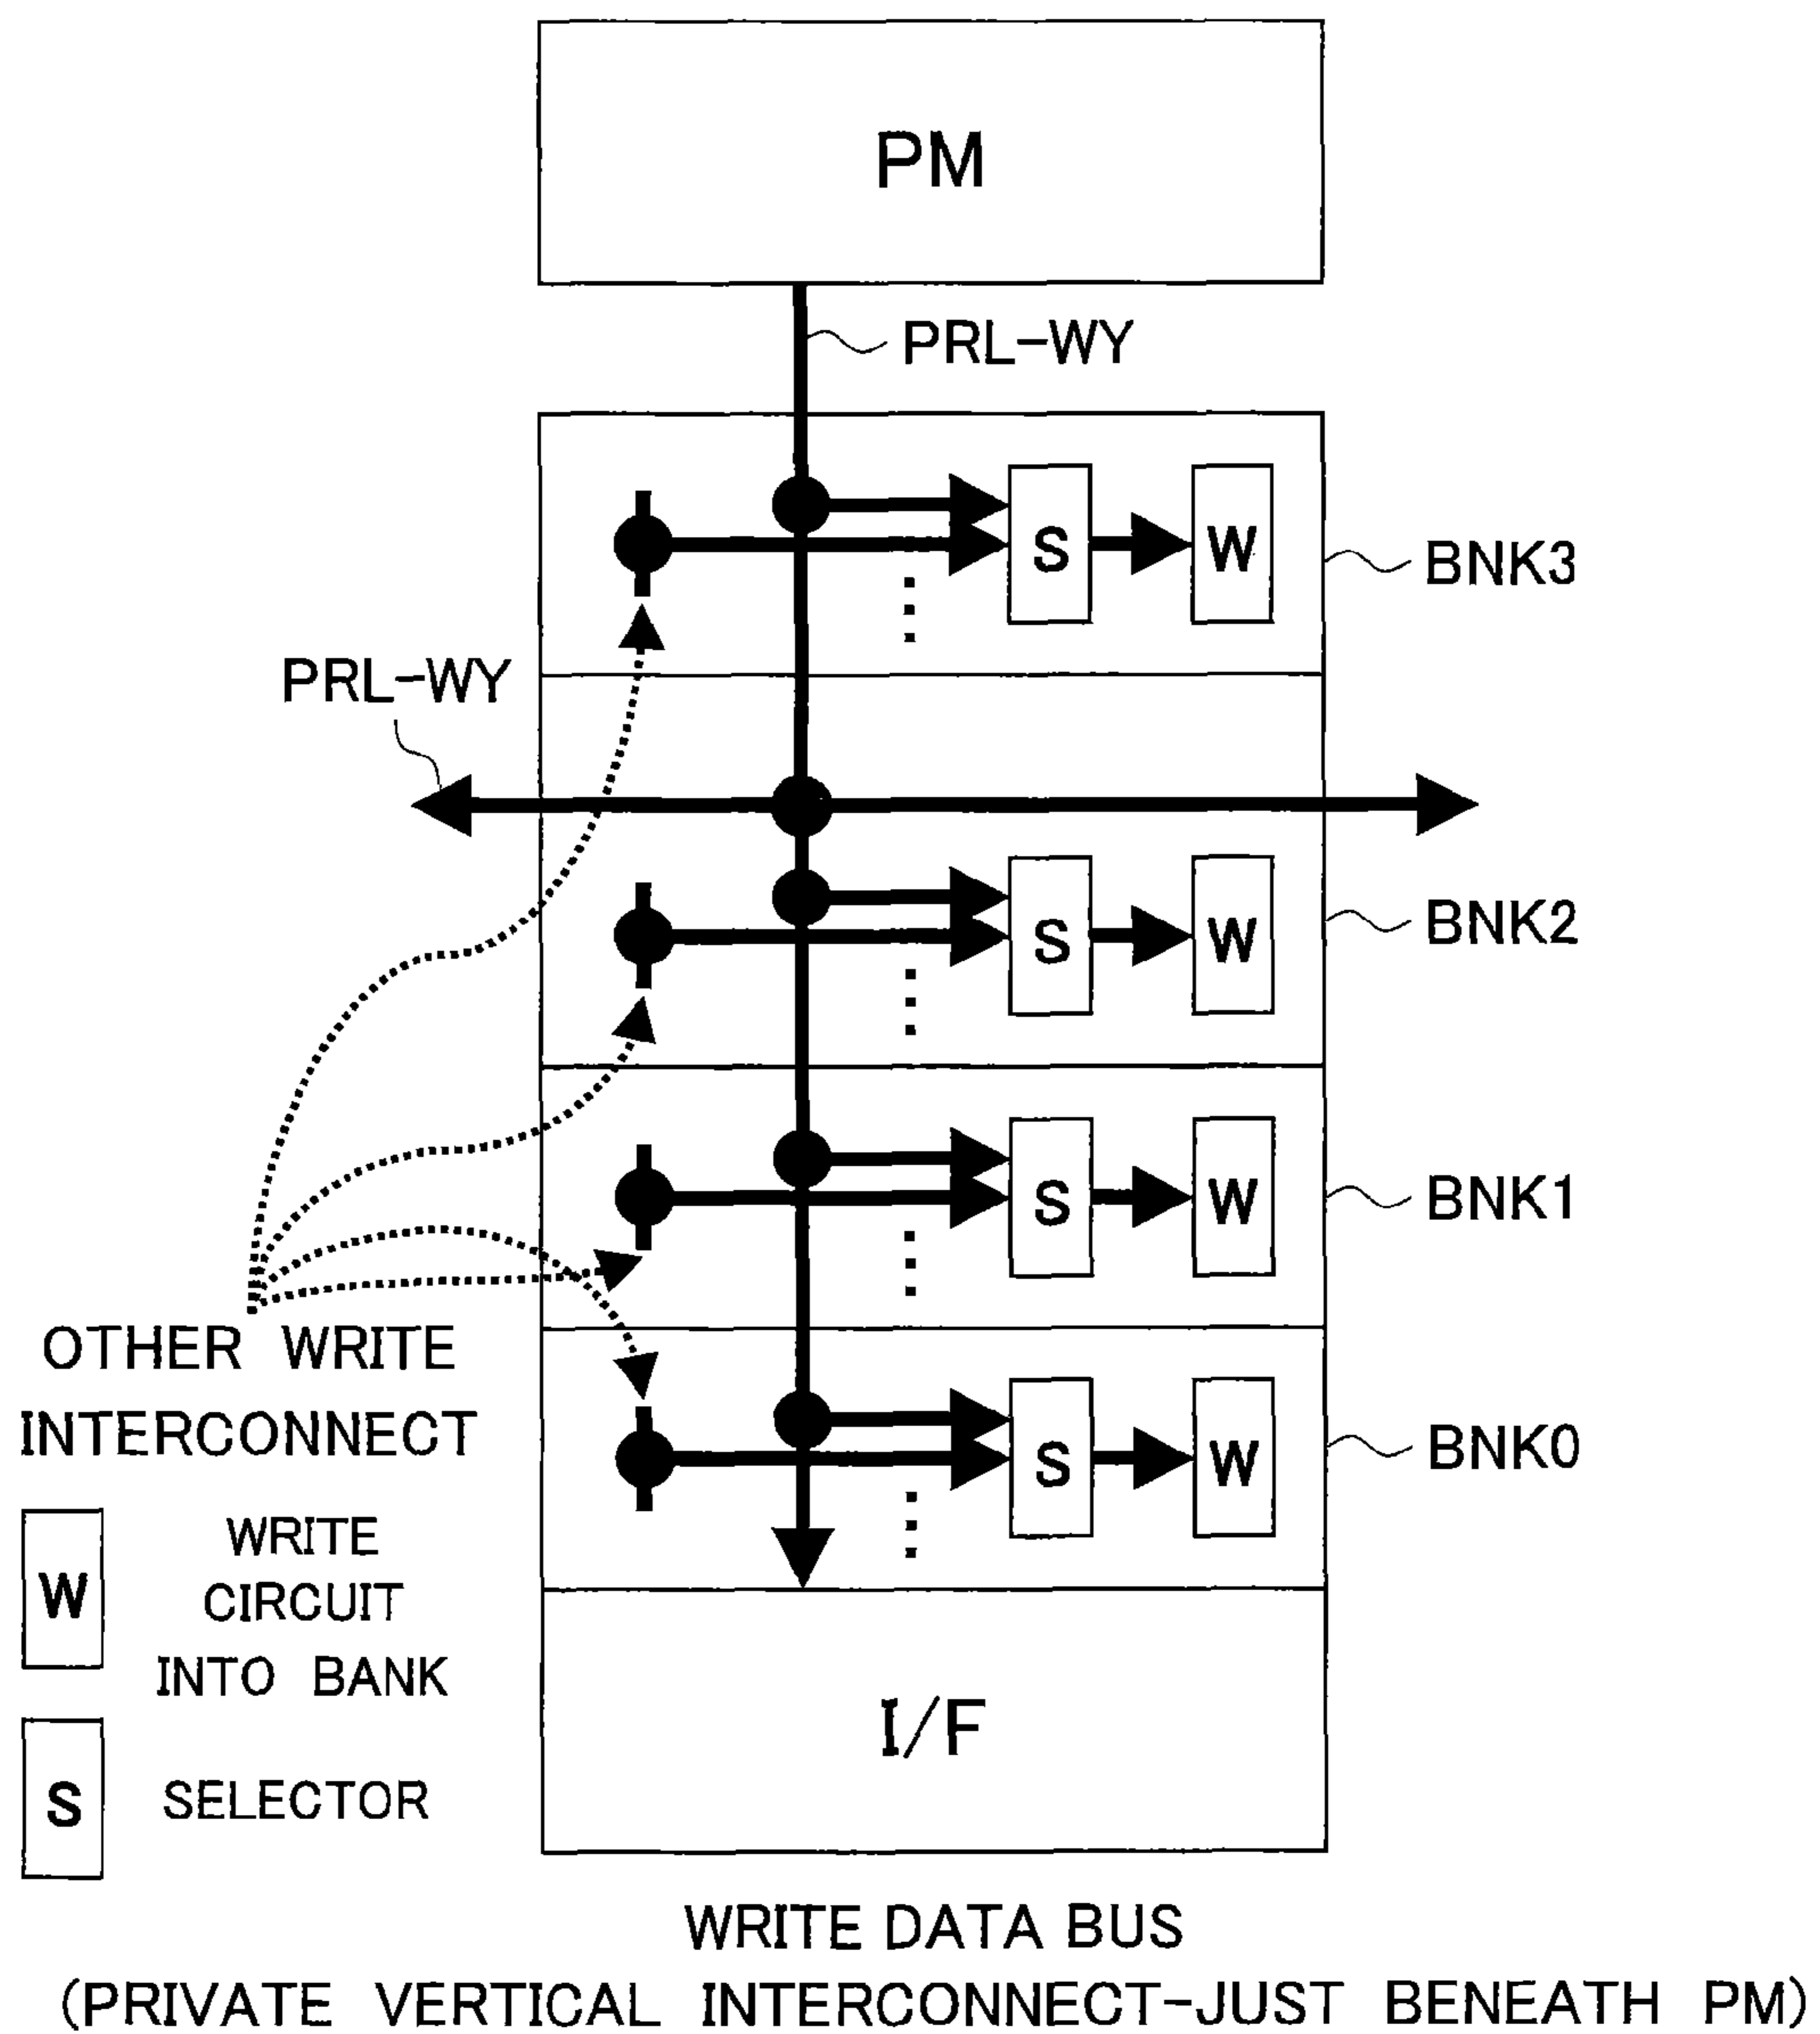 PM
PRL-WY
S W
BNK3
PRL-WY
S W
BNK2
S W
BNK1
OTHER WRITE
INTERCONNECT
S W
BNK0
W
WRITE
CIRCUIT
INTO BANK
S
SELECTOR
I/F
WRITE DATA BUS
(PRIVATE VERTICAL INTERCONNECT-JUST BENEATH PM)